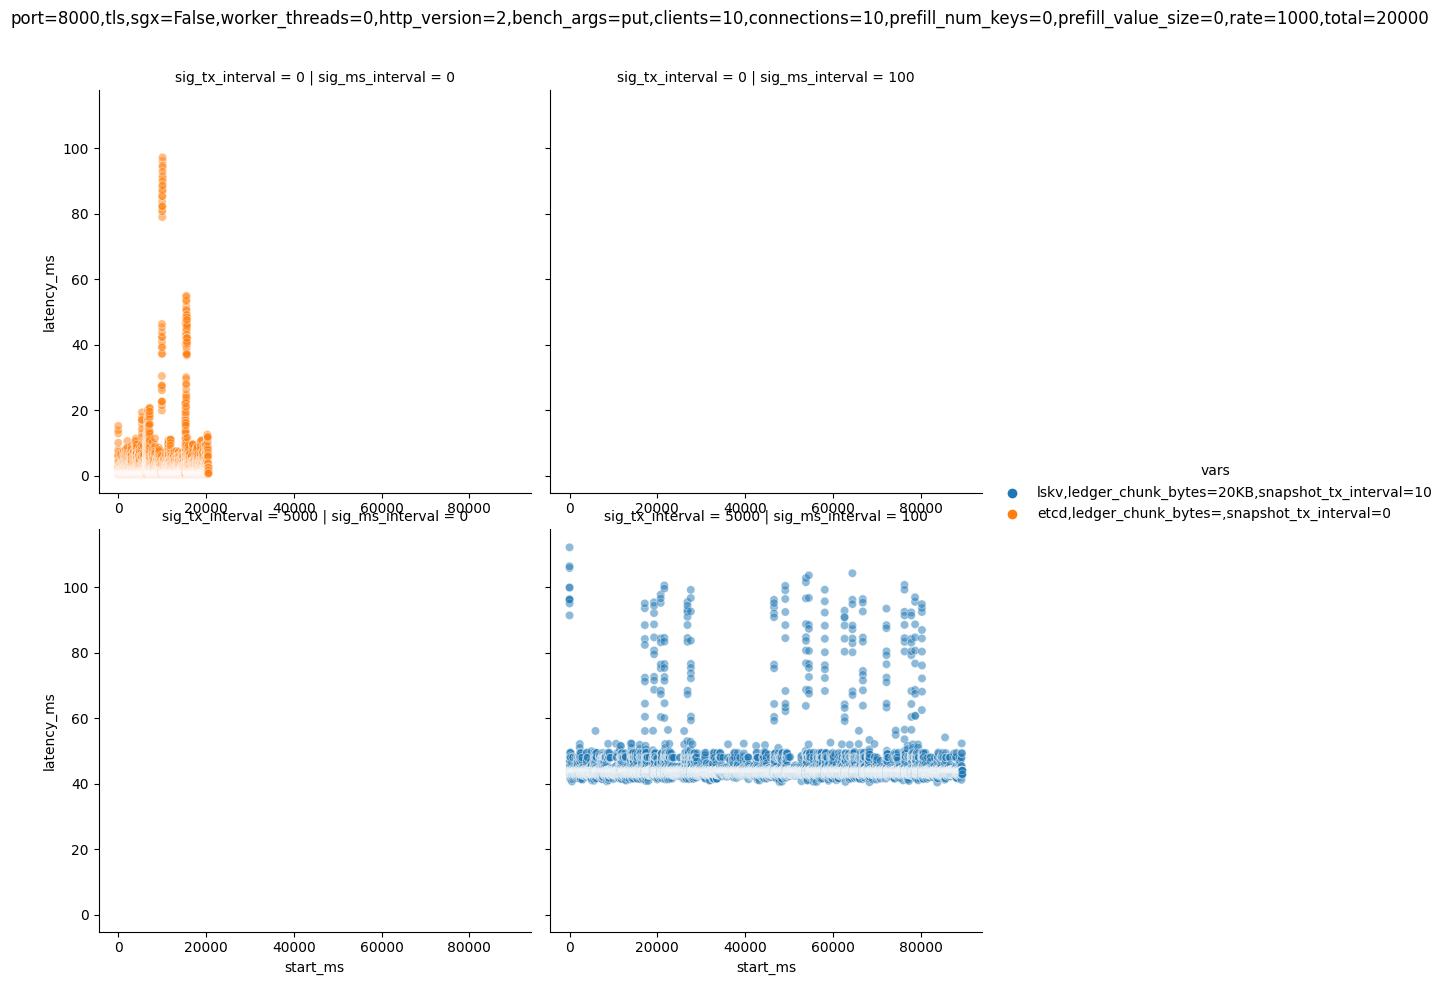 port=8000,tls,sgx=False,worker_threads=0,http_version=2,bench_args=put,clients=10,connections=10,prefill_num_keys=0,prefill_value_size=0,rate=1000,total=20000
sig_tx_interval = 0 | sig_ms_interval = 0
sig_tx_interval = 0 | sig_ms_interval = 100
100
80
60
40
20
0
latency_ms
0
20000
40000
60000
80000
0
20000
40000
60000
80000
vars
lskv,ledger_chunk_bytes=20KB,snapshot_tx_interval=10
etcd,ledger_chunk_bytes=,snapshot_tx_interval=0
sig_tx_interval = 5000 | sig_ms_interval = 0
sig_tx_interval = 5000 | sig_ms_interval = 100
100
80
60
40
20
0
latency_ms
0
20000
40000
60000
80000
start_ms
0
20000
40000
60000
80000
start_ms